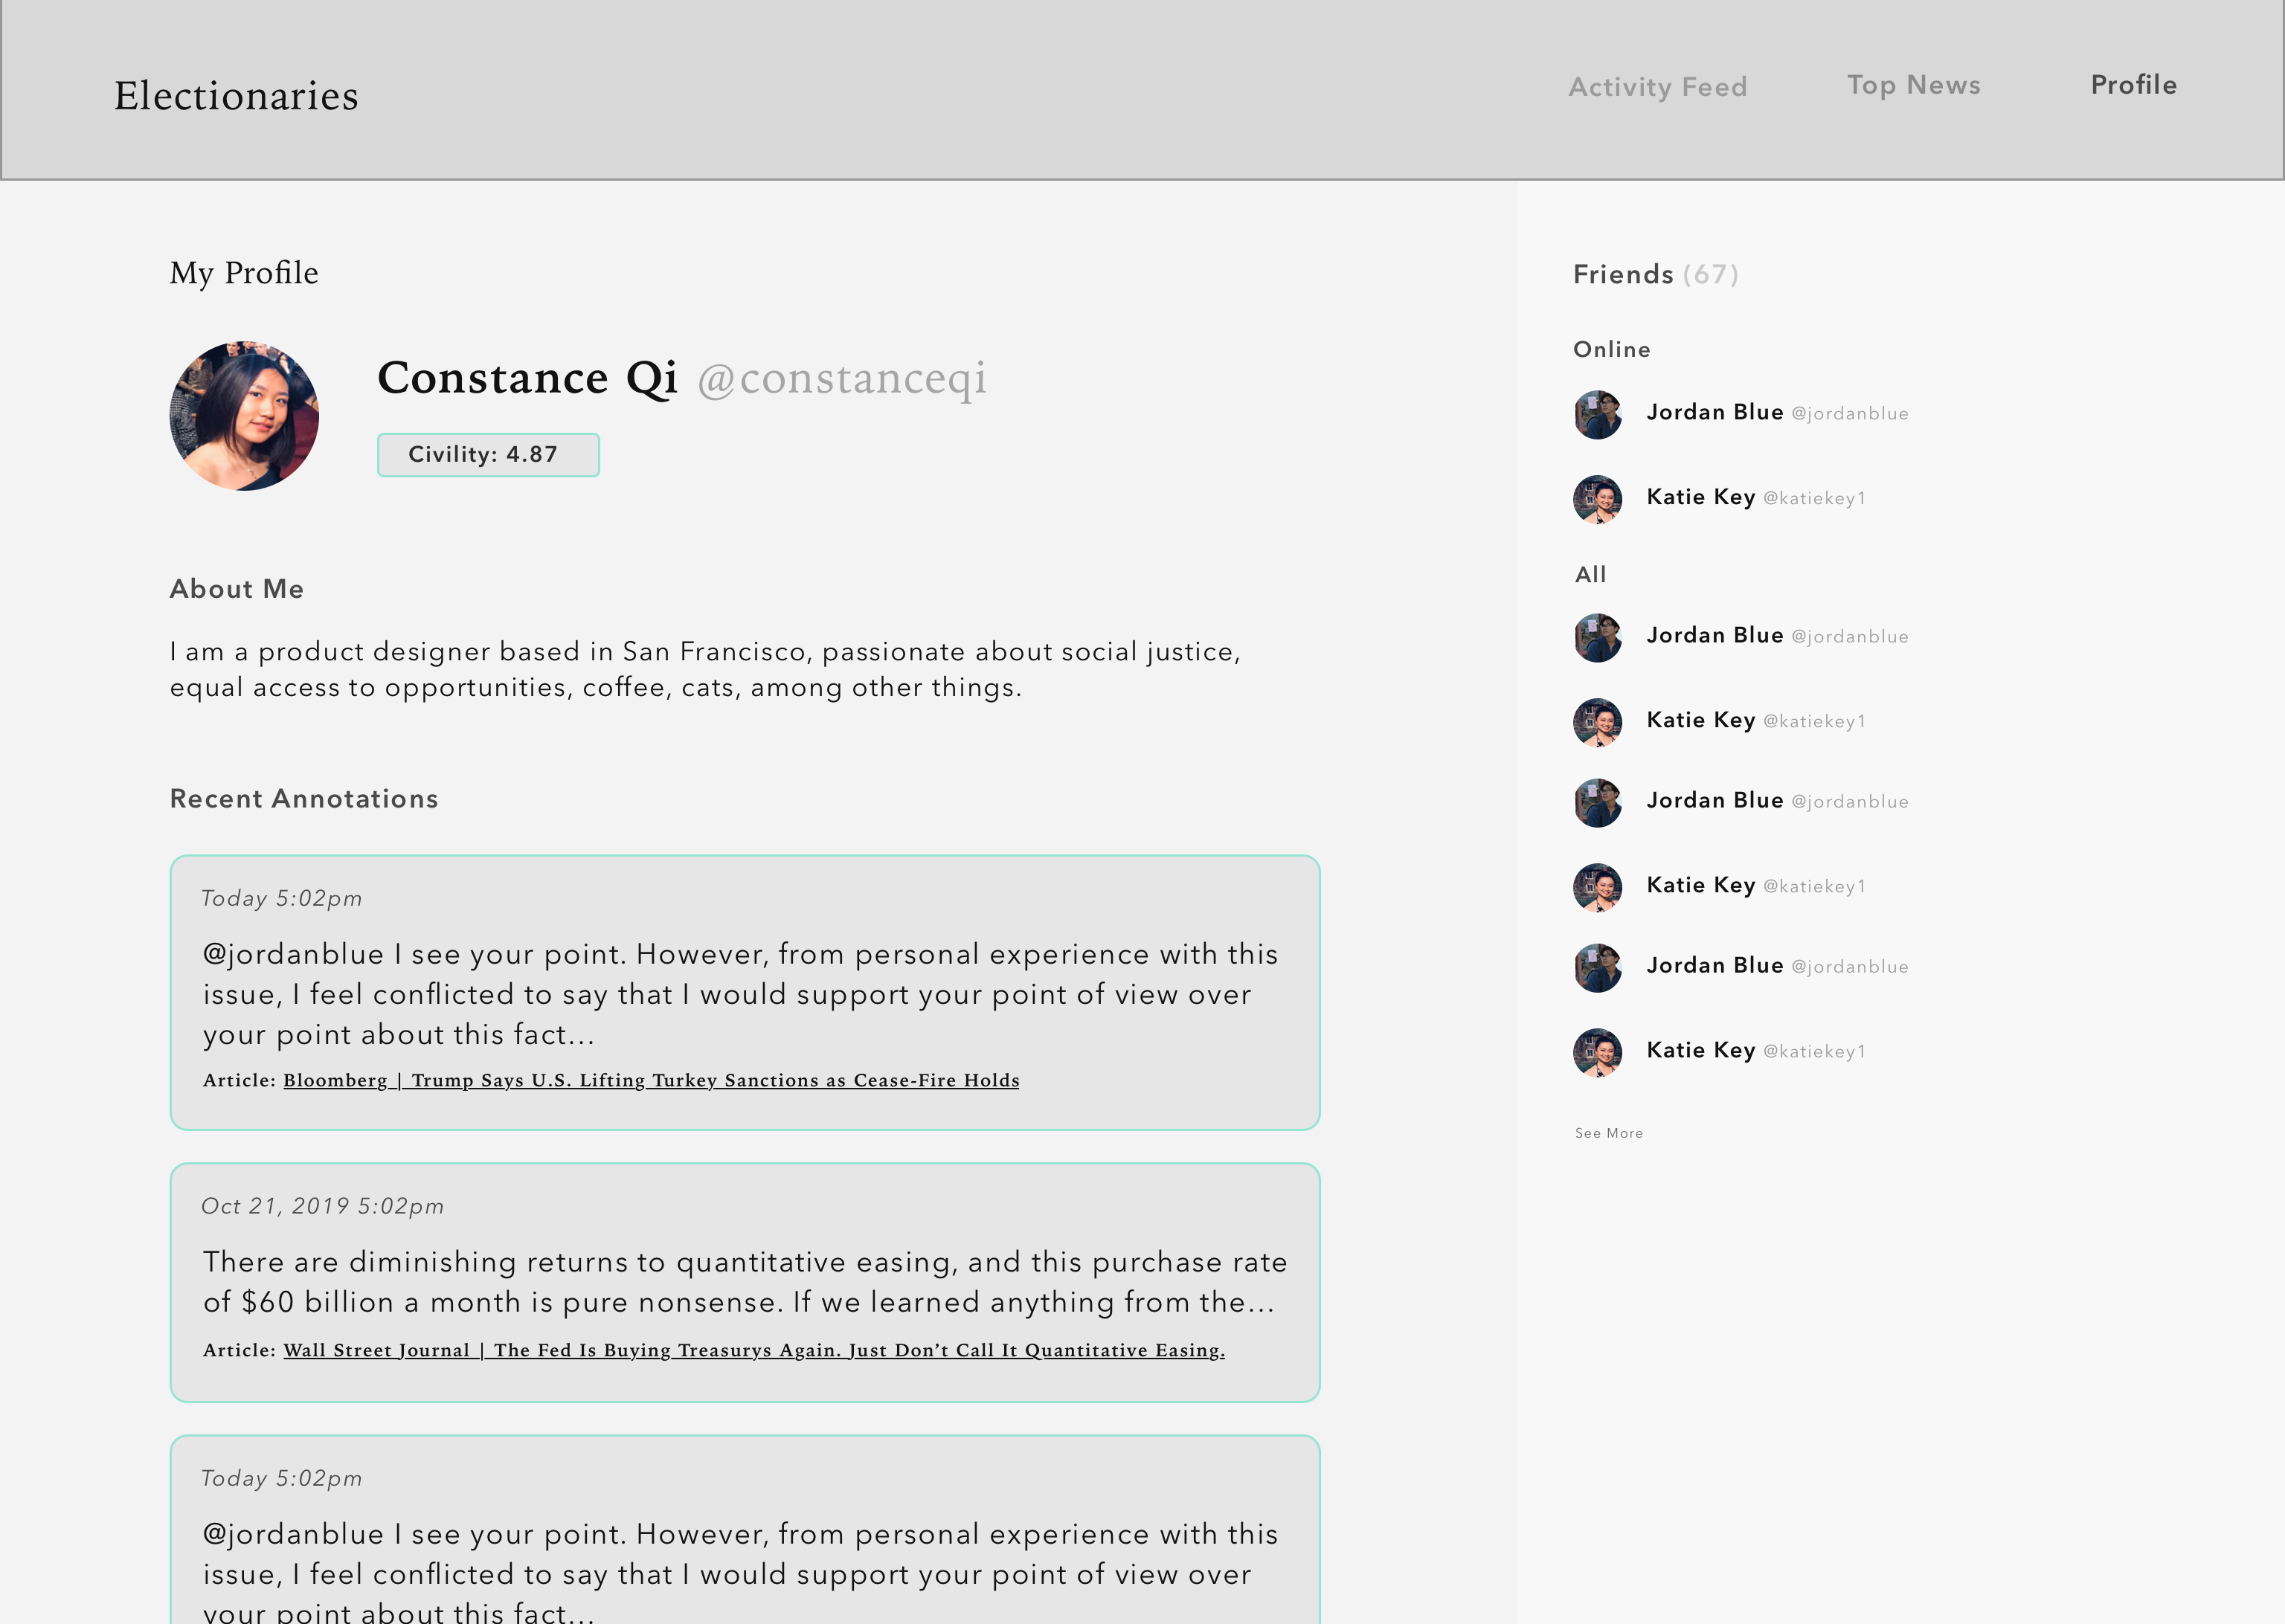 Electionaries
Activity Feed
Top News
Profile
My Profile
Constance Qi @constanceqi
Civility: 4.87
About Me
I am a product designer based in San Francisco, passionate about social justice,
equal access to opportunities, coffee, cats, among other things.
Recent Annotations
Today 5:02pm
@jordanblue I see your point. However, from personal experience with this
issue, I feel conflicted to say that I would support your point of view over
your point about this fact...
Article: Bloomberg | Trump Says U.S. Lifting Turkey Sanctions as Cease-Fire Holds
Oct 21, 2019 5:02pm
There are diminishing returns to quantitative easing, and this purchase rate
of $60 billion a month is pure nonsense. If we learned anything from the...
Article: Wall Street Journal | The Fed Is Buying Treasurys Again. Just Don’t Call It Quantitative Easing.
Today 5:02pm
@jordanblue I see your point. However, from personal experience with this
issue, I feel conflicted to say that I would support your point of view over
your point about this fact...
Friends (67)
Online
Jordan Blue @jordanblue
Katie Key @katiekey1
All
Jordan Blue @jordanblue
Katie Key @katiekey1
Jordan Blue @jordanblue
Katie Key @katiekey1
Jordan Blue @jordanblue
Katie Key @katiekey1
See More